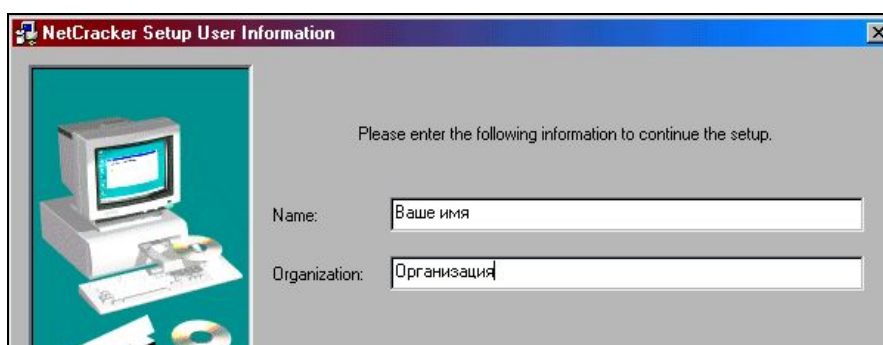 NetCracker Setup User Information
Please enter the following information to continue the setup.
Name: Ваше имя
Organization: Организация